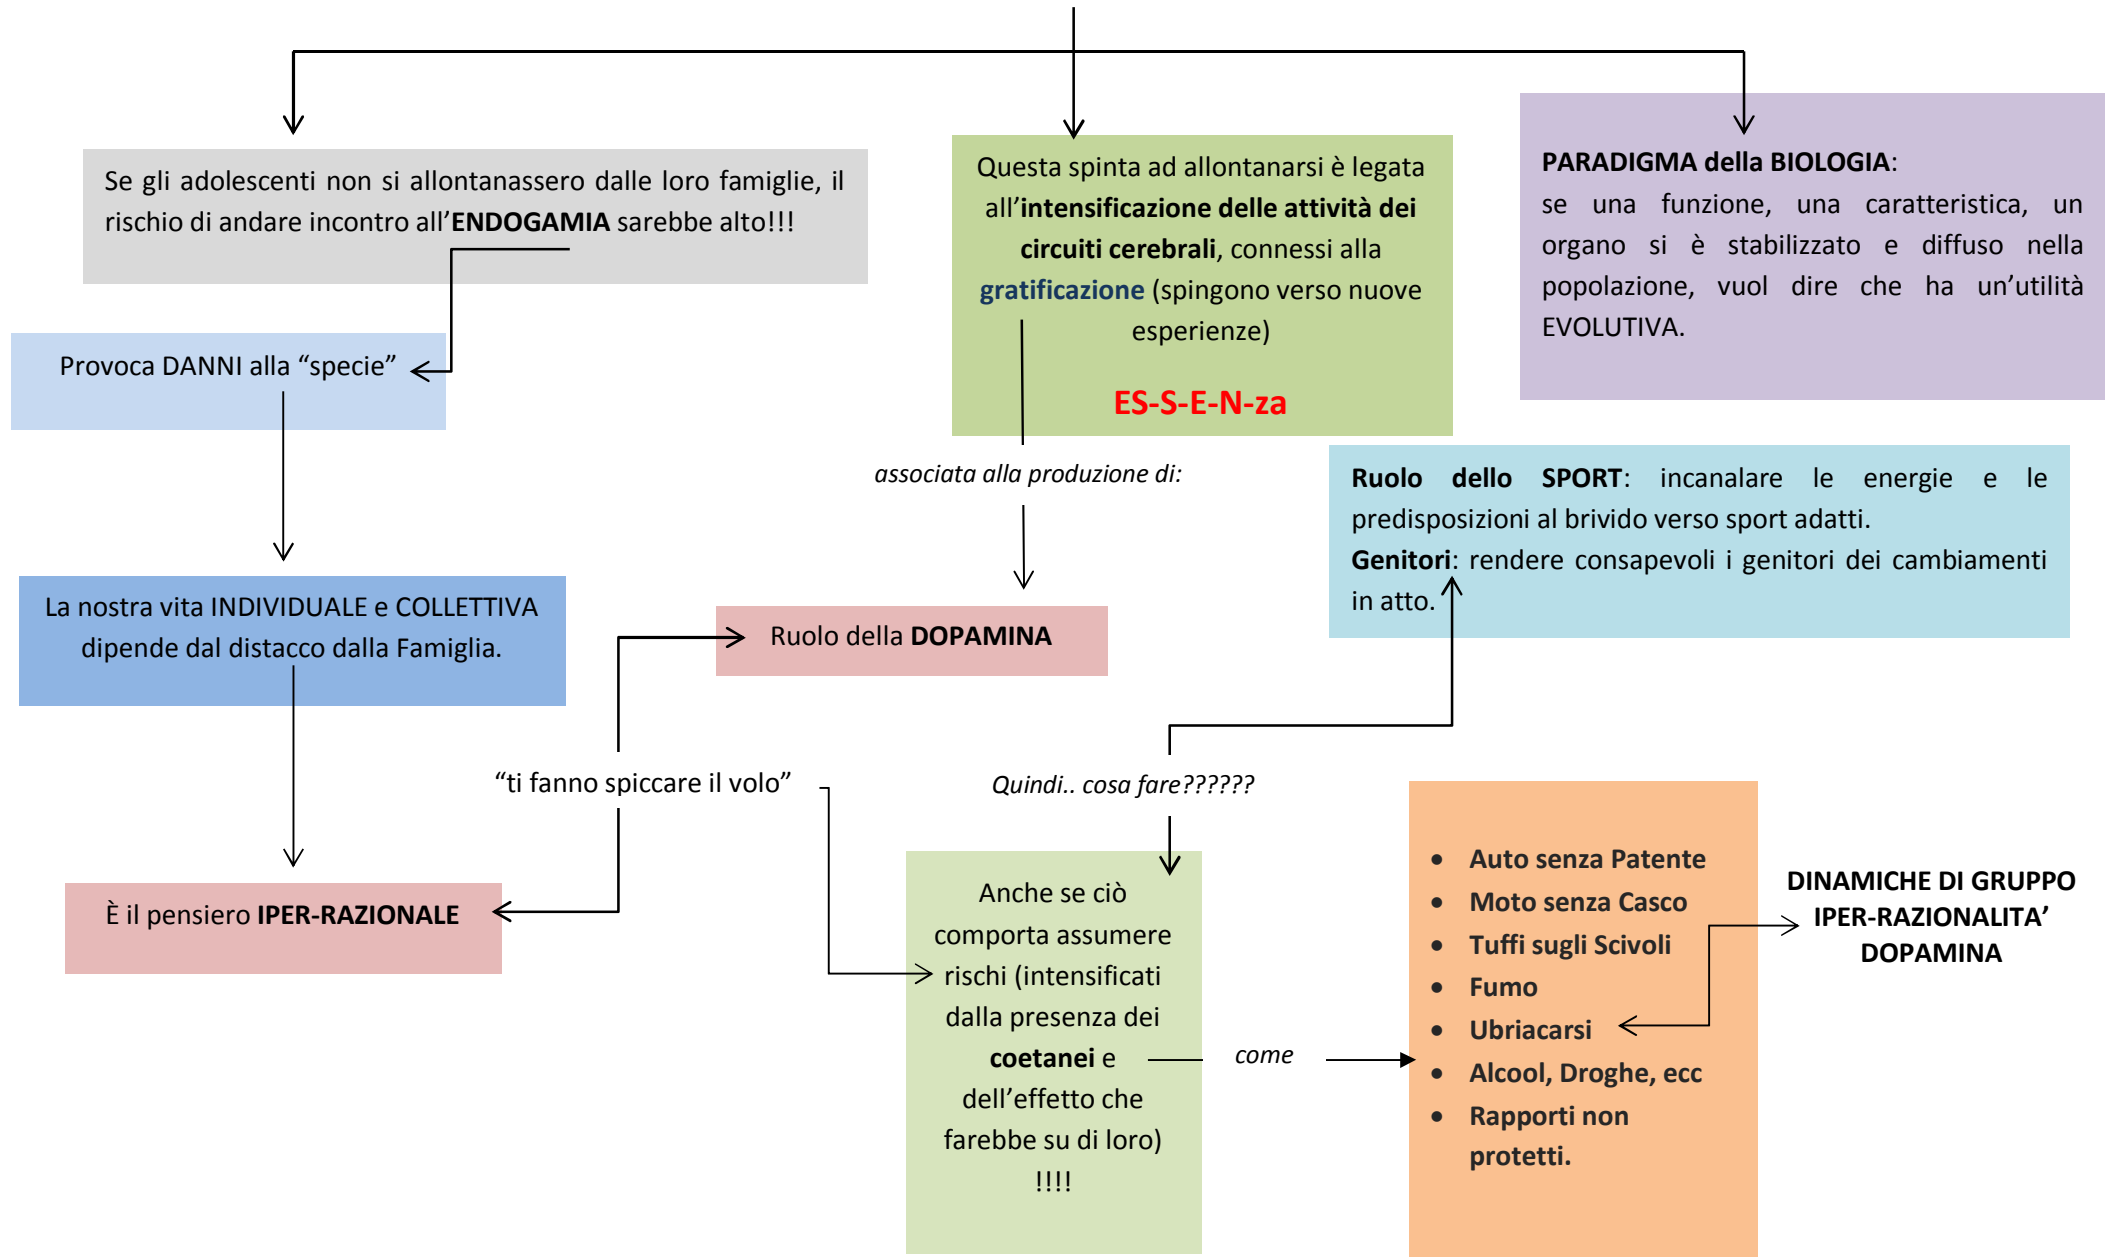 Se gli adolescenti non si allontanassero dalle loro famiglie, il
rischio di andare incontro all’ENDOGAMIA sarebbe alto!!!
Questa spinta ad allontanarsi è legata
all’intensificazione delle attività dei
circuiti cerebrali, connessi alla
gratificazione (spingono verso nuove
esperienze)
ES-S-E-N-za
PARADIGMA della BIOLOGIA:
se una funzione, una caratteristica, un
organo si è stabilizzato e diffuso nella
popolazione, vuol dire che ha un’utilità
EVOLUTIVA.
Provoca DANNI alla “specie”
associata alla produzione di:
Ruolo dello SPORT: incanalare le energie e le
predisposizioni al brivido verso sport adatti.
Genitori: rendere consapevoli i genitori dei cambiamenti
in atto.
La nostra vita INDIVIDUALE e COLLETTIVA
dipende dal distacco dalla Famiglia.
Ruolo della DOPAMINA
“ti fanno spiccare il volo”
Quindi.. cosa fare??????
È il pensiero IPER-RAZIONALE
Anche se ciò
comporta assumere
rischi (intensificati
dalla presenza dei
coetanei e
dell’effetto che
farebbe su di loro)
!!!!
come
• Auto senza Patente
• Moto senza Casco
• Tuffi sugli Scivoli
• Fumo
• Ubriacarsi
• Alcool, Droghe, ecc
• Rapporti non
protetti.
DINAMICHE DI GRUPPO
IPER-RAZIONALITA’
DOPAMINA